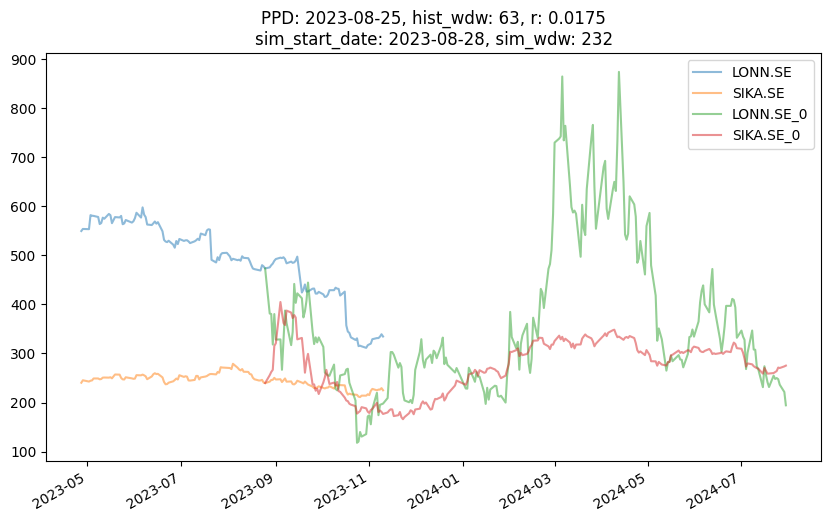 PPD: 2023-08-25, hist_wdw: 63, r: 0.0175
sim_start_date: 2023-08-28, sim_wdw: 232
LONN.SE
SIKA.SE
LONN.SE_0
SIKA.SE_0
900
800
700
600
500
400
300
200
100
2023-05
2023-07
2023-09
2023-11
2024-01
2024-03
2024-05
2024-07